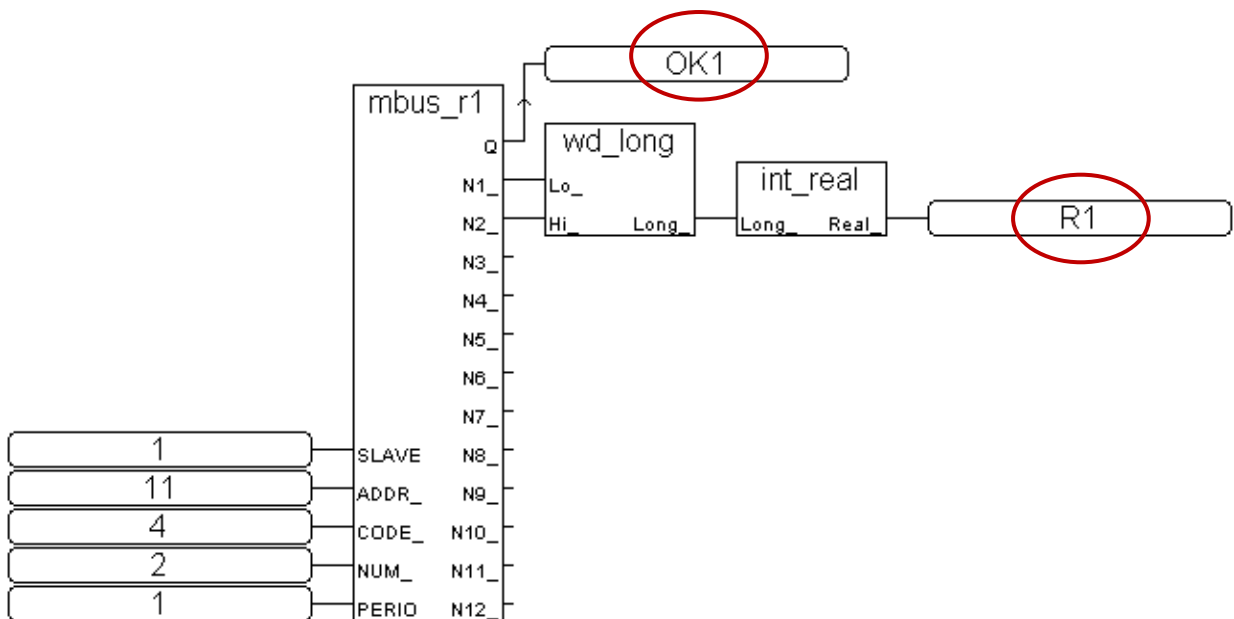 OK1
mbus_r1
Q
wd_long
int_real
N1_
Lo_
N2_
Hi_ Long_
Long_ Real_
R1
N3_
N4_
N5_
N6_
N7_
1
SLAVE N8_
11
ADDR_ N9_
4
CODE_ N10_
2
NUM_ N11_
1
PERIO N12_